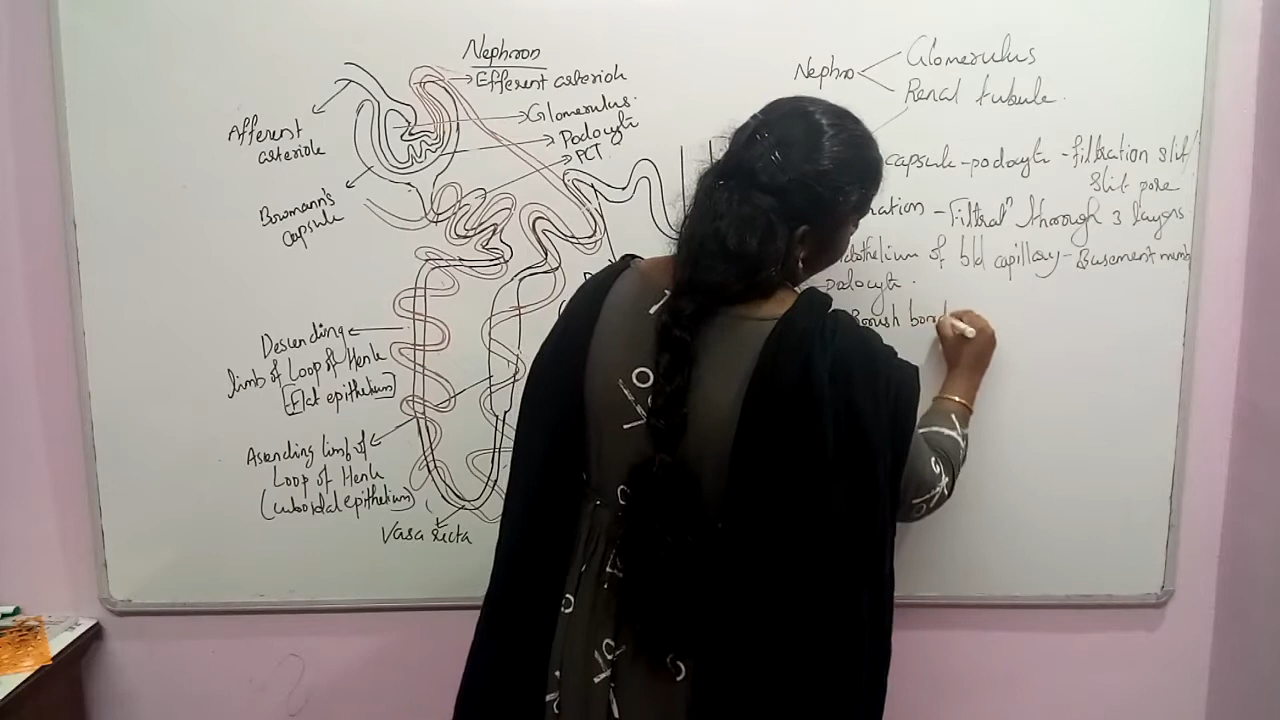 Nephron
Efferent arteriole
Glomerulus.
Podocyte
PCT.
Afferent
arteriole
Bowmann's
Capsule
Descending
limb of Loop of Henle
[Flat epithelium]
Ascending limb of
Loop of Henle
(cuboidal epithelium)
Vasa recta
Nephro
Glomerulus
Renal tubule.
capsule - podocyte - filtration slit/
slit pore
Filtratn through 3 layers
of bld capillary - Basement memb
podocyte.
Brush bord